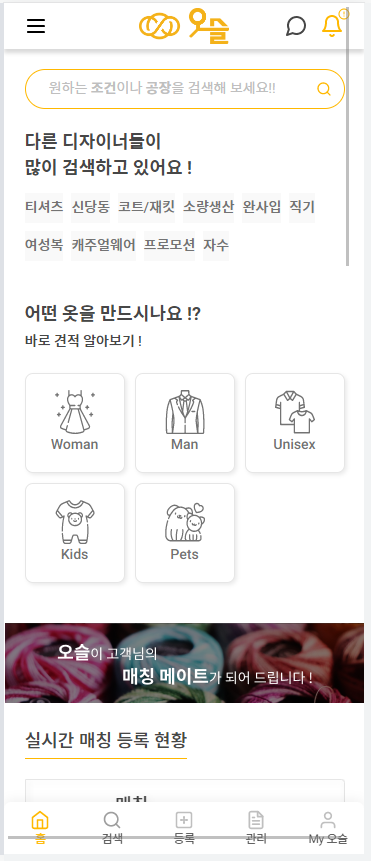 오슬
원하는 조건이나 공장을 검색해 보세요!!
다른 디자이너들이
많이 검색하고 있어요 !
티셔츠 신당동 코트/재킷 소량생산 완사입 직기
여성복 캐주얼웨어 프로모션 자수
어떤 옷을 만드시나요 !?
바로 견적 알아보기 !
Woman Man Unisex
Kids Pets
오슬이 고객님의
매칭 메이트가 되어 드립니다 !
실시간 매칭 등록 현황
매칭
홈 검색 등록 관리 My 오슬